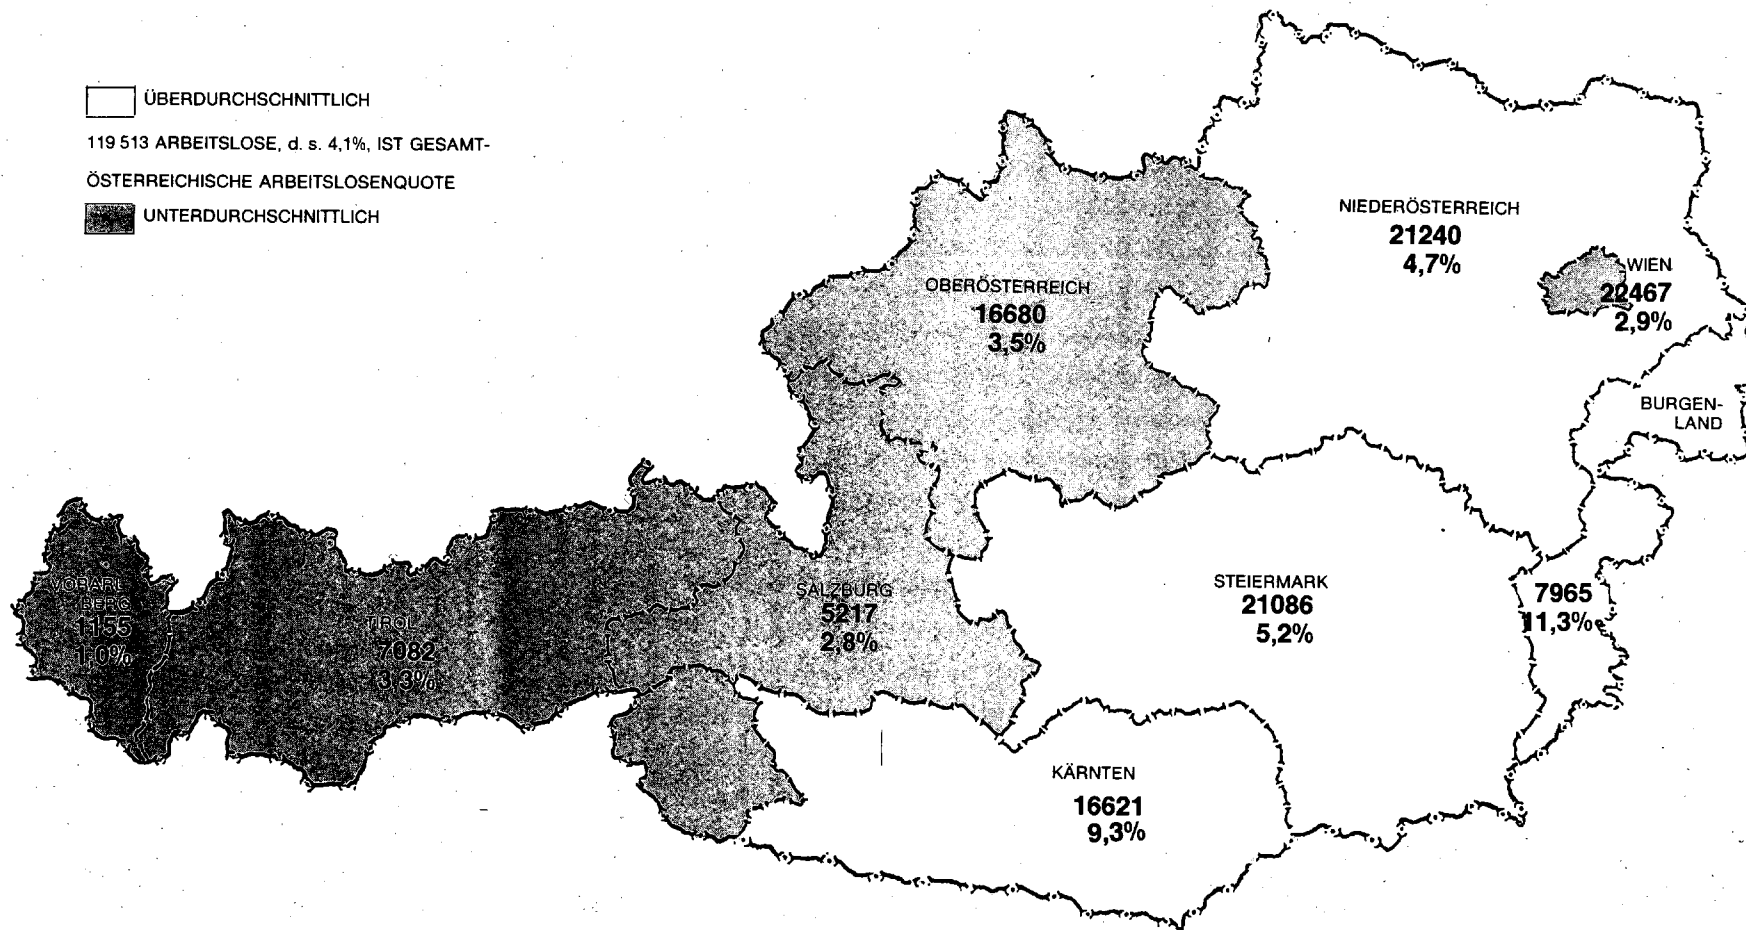 ÜBERDURCHSCHNITTLICH
119 513 ARBEITSLOSE, d. s. 4,1%, IST GESAMT-
ÖSTERREICHISCHE ARBEITSLOSENQUOTE
UNTERDURCHSCHNITTLICH
NIEDERÖSTERREICH
21240
4,7%
WIEN
22467
2,9%
OBERÖSTERREICH
16680
3,5%
BURGEN-
LAND
7965
11,3%
STEIERMARK
21086
5,2%
SALZBURG
5217
2,8%
TIROL
7082
3,3%
VORARL-
BERG
1155
1,0%
KÄRNTEN
16621
9,3%